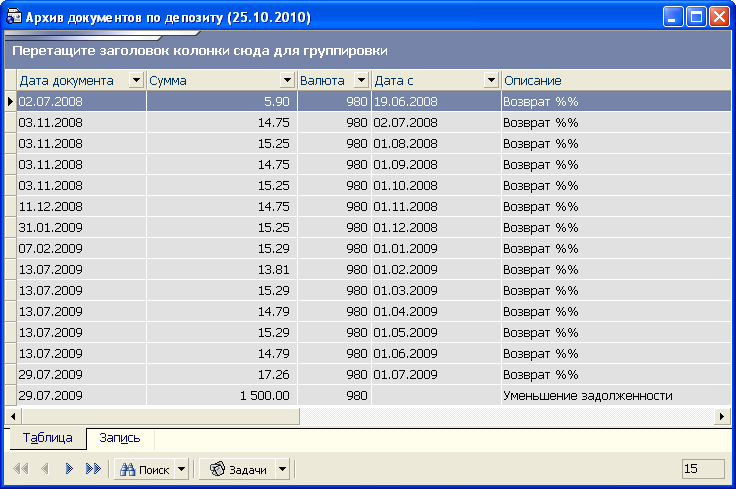 Архив документов по депозиту (25.10.2010)
Перетащите заголовок колонки сюда для группировки
Дата документа Сумма Валюта Дата с Описание
02.07.2008 5.90 980 19.06.2008 Возврат %%
03.11.2008 14.75 980 02.07.2008 Возврат %%
03.11.2008 15.25 980 01.08.2008 Возврат %%
03.11.2008 14.75 980 01.09.2008 Возврат %%
03.11.2008 15.25 980 01.10.2008 Возврат %%
11.12.2008 14.75 980 01.11.2008 Возврат %%
31.01.2009 15.25 980 01.12.2008 Возврат %%
07.02.2009 15.29 980 01.01.2009 Возврат %%
13.07.2009 13.81 980 01.02.2009 Возврат %%
13.07.2009 15.29 980 01.03.2009 Возврат %%
13.07.2009 14.79 980 01.04.2009 Возврат %%
13.07.2009 15.29 980 01.05.2009 Возврат %%
13.07.2009 14.79 980 01.06.2009 Возврат %%
29.07.2009 17.26 980 01.07.2009 Возврат %%
29.07.2009 1 500.00 980 Уменьшение задолженности
Таблица Запись
Поиск Задачи 15